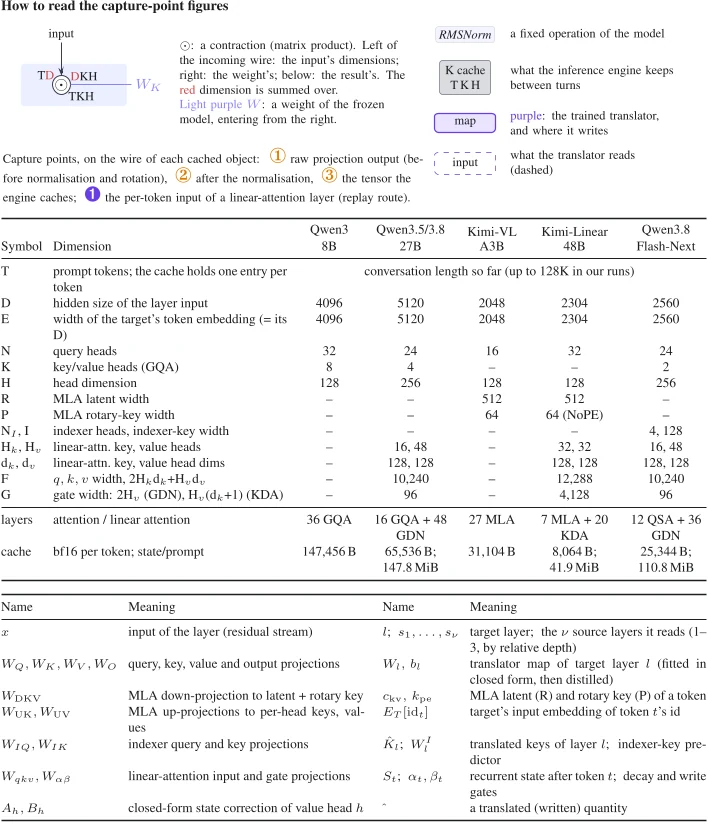 How to read the capture-point figures
input
TD DKH
TKH
W_K
⊙: a contraction (matrix product). Left of
the incoming wire: the input's dimensions;
right: the weight's; below: the result's. The
red dimension is summed over.
Light purple W: a weight of the frozen
model, entering from the right.
RMSNorm a fixed operation of the model
K cache
T K H
what the inference engine keeps
between turns
map
purple: the trained translator,
and where it writes
input
what the translator reads
(dashed)
Capture points, on the wire of each cached object: ① raw projection output (be-
fore normalisation and rotation), ② after the normalisation, ③ the tensor the
engine caches; ❶ the per-token input of a linear-attention layer (replay route).
Qwen3 Qwen3.5/3.8 Kimi-VL Kimi-Linear Qwen3.8
Symbol Dimension 8B 27B A3B 48B Flash-Next
T prompt tokens; the cache holds one entry per conversation length so far (up to 128K in our runs)
token
D hidden size of the layer input 4096 5120 2048 2304 2560
E width of the target's token embedding (= its 4096 5120 2048 2304 2560
D)
N query heads 32 24 16 32 24
K key/value heads (GQA) 8 4 – – 2
H head dimension 128 256 128 128 256
R MLA latent width – – 512 512 –
P MLA rotary-key width – – 64 64 (NoPE) –
N_I, I indexer heads, indexer-key width – – – – 4, 128
H_k, H_v linear-attn. key, value heads – 16, 48 – 32, 32 16, 48
d_k, d_v linear-attn. key, value head dims – 128, 128 – 128, 128 128, 128
F q, k, v width, 2H_kd_k+H_vd_v – 10,240 – 12,288 10,240
G gate width: 2H_v (GDN), H_v(d_k+1) (KDA) – 96 – 4,128 96
layers attention / linear attention 36 GQA 16 GQA + 48 27 MLA 7 MLA + 20 12 QSA + 36
GDN KDA GDN
cache bf16 per token; state/prompt 147,456 B 65,536 B; 31,104 B 8,064 B; 25,344 B;
147.8 MiB 41.9 MiB 110.8 MiB
Name Meaning Name Meaning
x input of the layer (residual stream) l; s_1, . . . , s_ν target layer; the ν source layers it reads (1–
3, by relative depth)
W_Q, W_K, W_V, W_O query, key, value and output projections W_l, b_l translator map of target layer l (fitted in
closed form, then distilled)
W_DKV MLA down-projection to latent + rotary key c_kv, k_pe MLA latent (R) and rotary key (P) of a token
W_UK, W_UV MLA up-projections to per-head keys, val- E_T[id_t] target's input embedding of token t's id
ues
W_IQ, W_IK indexer query and key projections K̂_l; W_l^I translated keys of layer l; indexer-key pre-
dictor
W_qkv, W_αβ linear-attention input and gate projections S_t; α_t, β_t recurrent state after token t; decay and write
gates
A_h, B_h closed-form state correction of value head h ˆ a translated (written) quantity